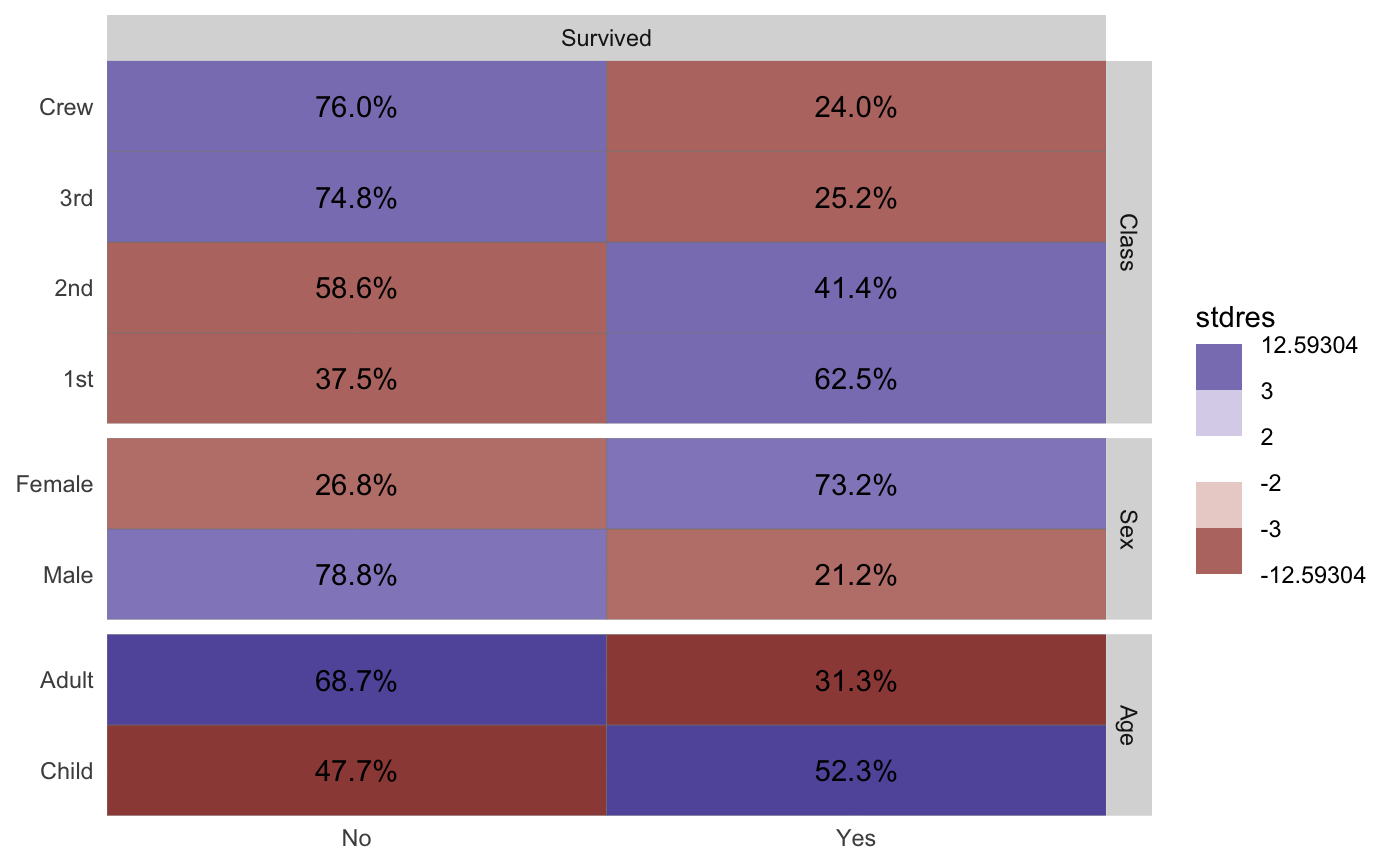 Survived
Crew 76.0% 24.0%
3rd 74.8% 25.2%
2nd 58.6% 41.4%
1st 37.5% 62.5%
Class
Female 26.8% 73.2%
Male 78.8% 21.2%
Sex
Adult 68.7% 31.3%
Child 47.7% 52.3%
Age
No Yes
stdres
12.59304
3
2
-2
-3
-12.59304